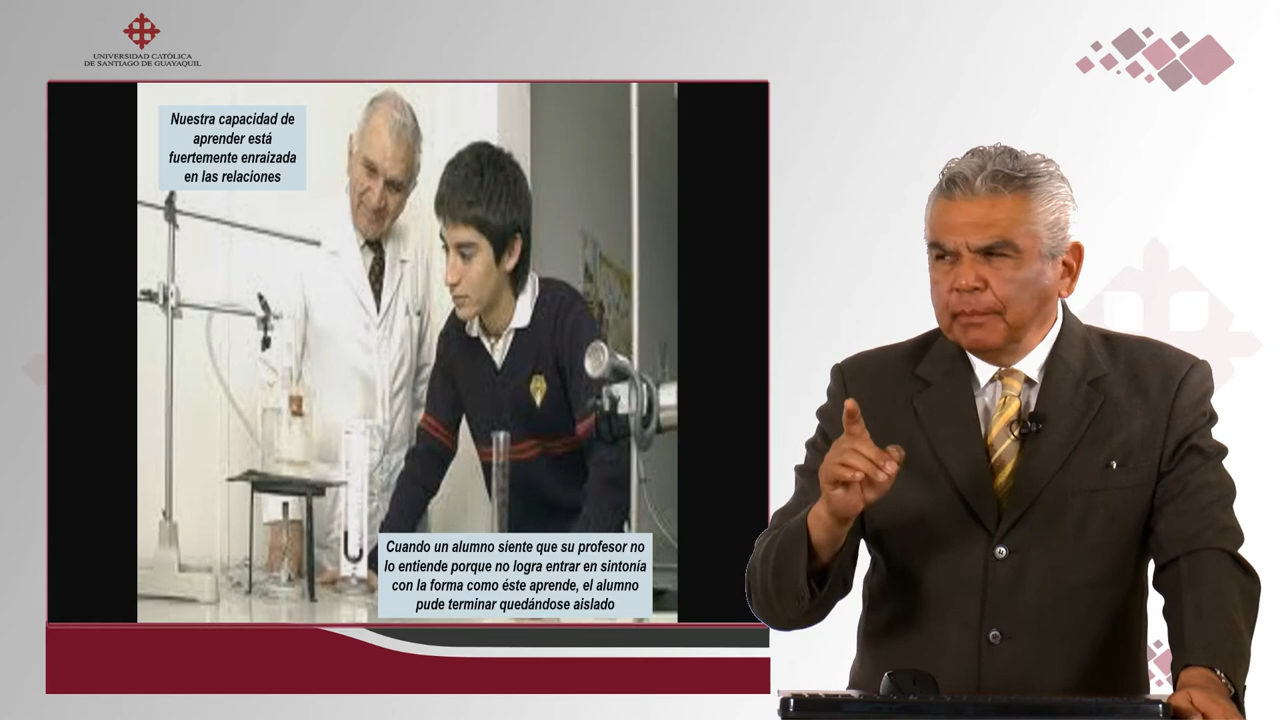 UNIVERSIDAD CATÓLICA
DE SANTIAGO DE GUAYAQUIL
Nuestra capacidad de
aprender está
fuertemente enraizada
en las relaciones
Cuando un alumno siente que su profesor no
lo entiende porque no logra entrar en sintonía
con la forma como éste aprende, el alumno
pude terminar quedándose aislado